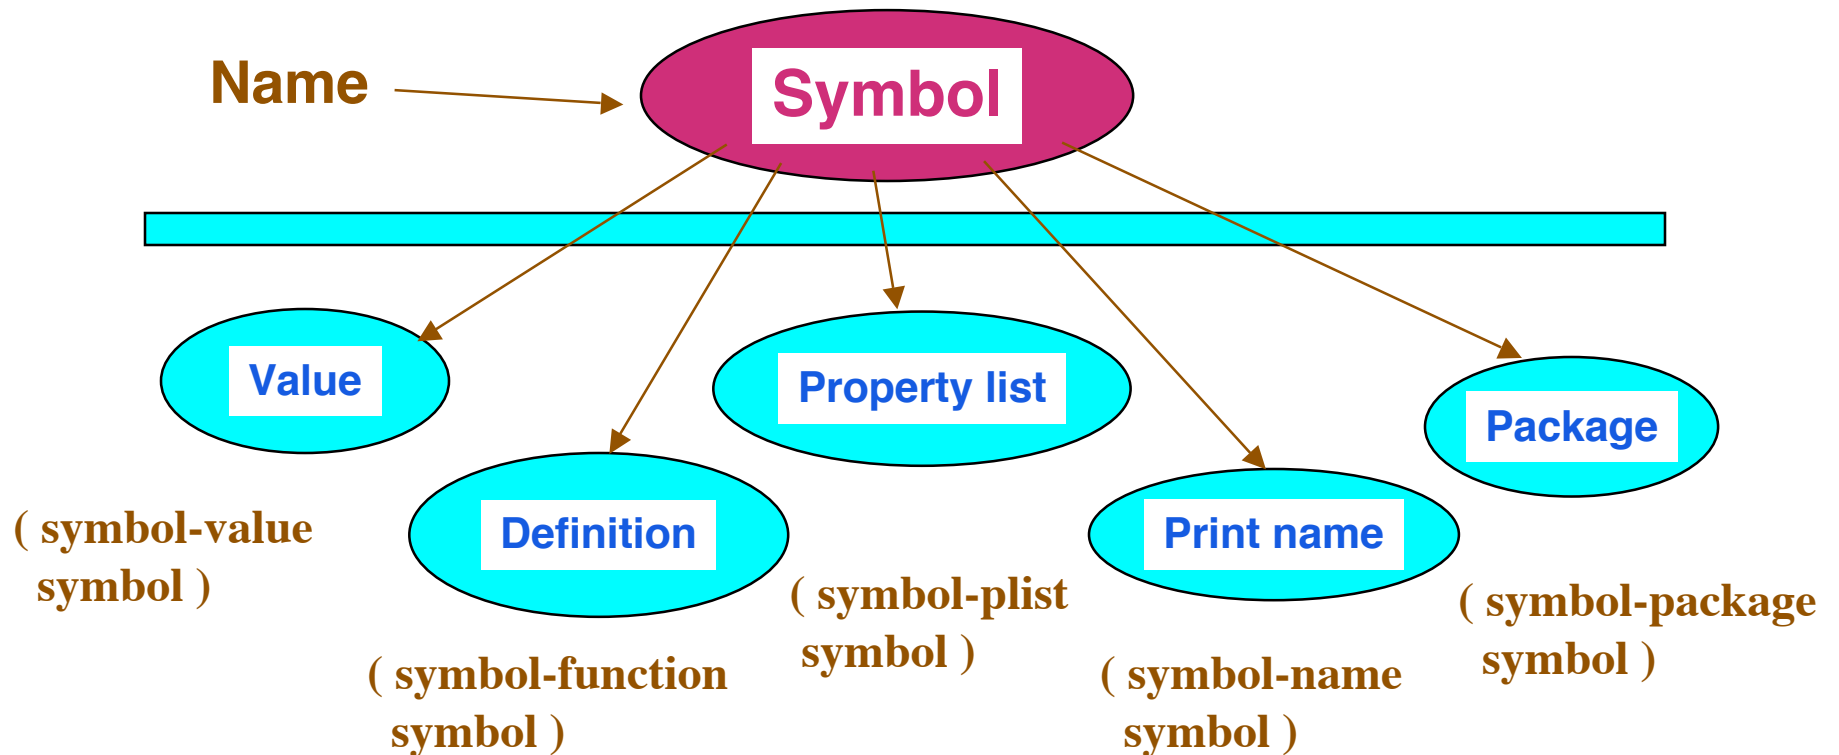 Name
Symbol
Value
Definition
Property list
Print name
Package
( symbol-value
symbol )
( symbol-function
symbol )
( symbol-plist
symbol )
( symbol-name
symbol )
( symbol-package
symbol )